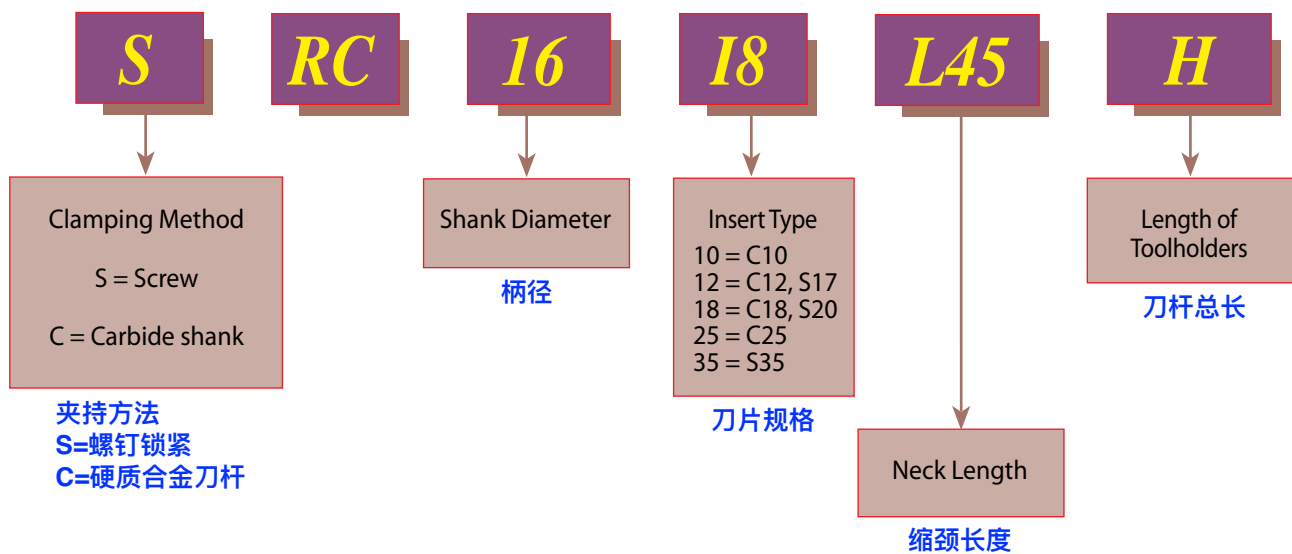 S RC 16 I8 L45 H
Clamping Method
S = Screw
C = Carbide shank
夹持方法
S=螺钉锁紧
C=硬质合金刀杆
Shank Diameter
柄径
Insert Type
10 = C10
12 = C12, S17
18 = C18, S20
25 = C25
35 = S35
刀片规格
Neck Length
缩颈长度
Length of
Toolholders
刀杆总长